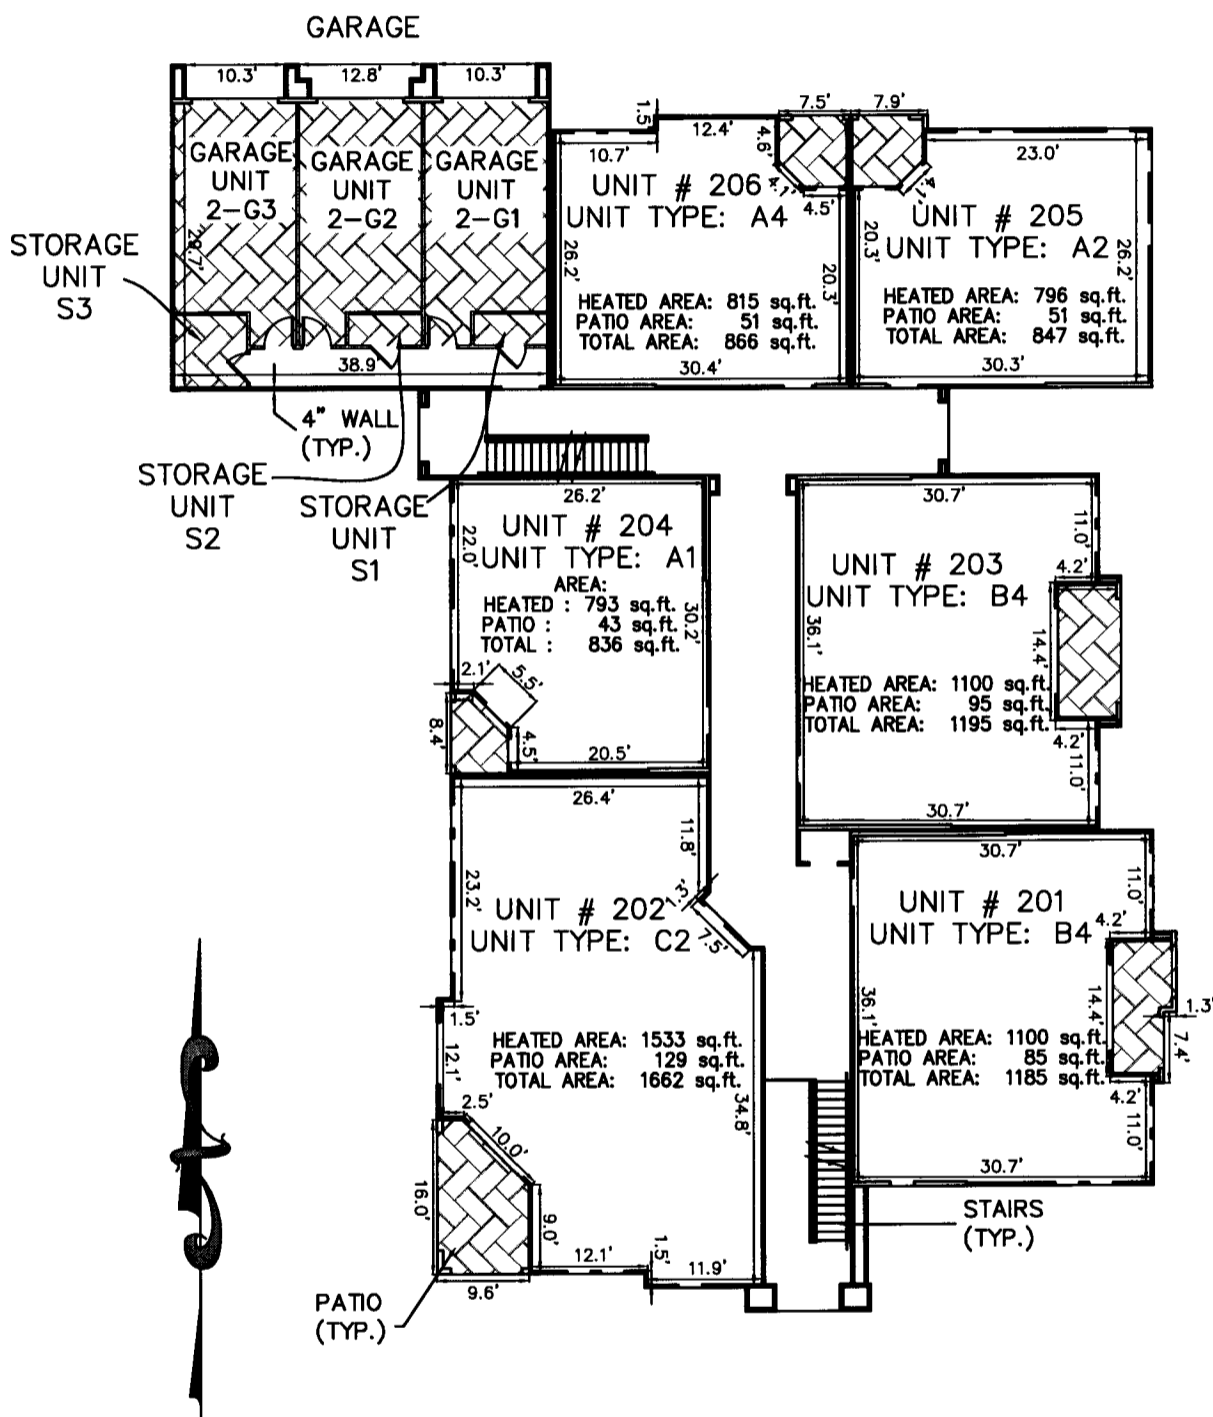 GARAGE
10.3'
12.8'
10.3'
GARAGE
UNIT
2-G3
GARAGE
UNIT
2-G2
GARAGE
UNIT
2-G1
29.7'
38.9'
STORAGE
UNIT
S3
4" WALL
(TYP.)
STORAGE
UNIT
S2
STORAGE
UNIT
S1
1.5'
12.4'
10.7'
7.5'
4.6'
4.1'
4.5'
UNIT # 206
UNIT TYPE: A4
26.2'
20.3'
HEATED AREA: 815 sq.ft.
PATIO AREA: 51 sq.ft.
TOTAL AREA: 866 sq.ft.
30.4'
7.9'
23.0'
4.1'
UNIT # 205
UNIT TYPE: A2
20.3'
26.2'
HEATED AREA: 796 sq.ft.
PATIO AREA: 51 sq.ft.
TOTAL AREA: 847 sq.ft.
30.3'
26.2'
22.0'
UNIT # 204
UNIT TYPE: A1
AREA:
HEATED : 793 sq.ft.
PATIO : 43 sq.ft.
TOTAL : 836 sq.ft.
30.2'
2.1'
5.5'
8.4'
4.5'
20.5'
30.7'
11.0'
UNIT # 203
UNIT TYPE: B4
4.2'
36.1'
14.4'
HEATED AREA: 1100 sq.ft.
PATIO AREA: 95 sq.ft.
TOTAL AREA: 1195 sq.ft.
4.2'
11.0'
30.7'
26.4'
11.8'
23.2'
1.3'
7.5'
UNIT # 202
UNIT TYPE: C2
1.5'
12.1'
HEATED AREA: 1533 sq.ft.
PATIO AREA: 129 sq.ft.
TOTAL AREA: 1662 sq.ft.
34.8'
2.5'
10.0'
16.0'
9.0'
9.6'
12.1'
1.5'
11.9'
PATIO
(TYP.)
30.7'
11.0'
UNIT # 201
UNIT TYPE: B4
4.2'
36.1'
14.4'
1.3'
7.4'
HEATED AREA: 1100 sq.ft.
PATIO AREA: 85 sq.ft.
TOTAL AREA: 1185 sq.ft.
4.2'
11.0'
30.7'
STAIRS
(TYP.)